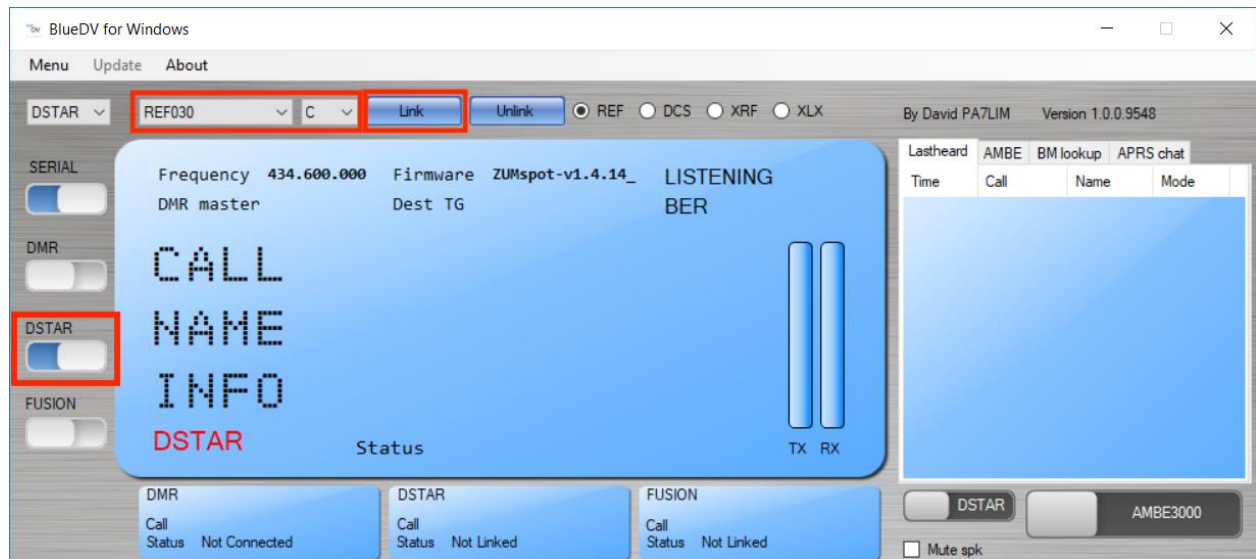 BlueDV for Windows
Menu Update About
DSTAR REF030 C Link Unlink REF DCS XRF XLX By David PA7LIM Version 1.0.0.9548
SERIAL
DMR
DSTAR
FUSION
Frequency 434.600.000 Firmware ZUMspot-v1.4.14_ LISTENING
DMR master Dest TG BER
CALL
NAME
INFO
DSTAR Status TX RX
Lastheard AMBE BM lookup APRS chat
Time Call Name Mode
DMR
Call
Status Not Connected
DSTAR
Call
Status Not Linked
FUSION
Call
Status Not Linked
DSTAR AMBE3000
Mute spk